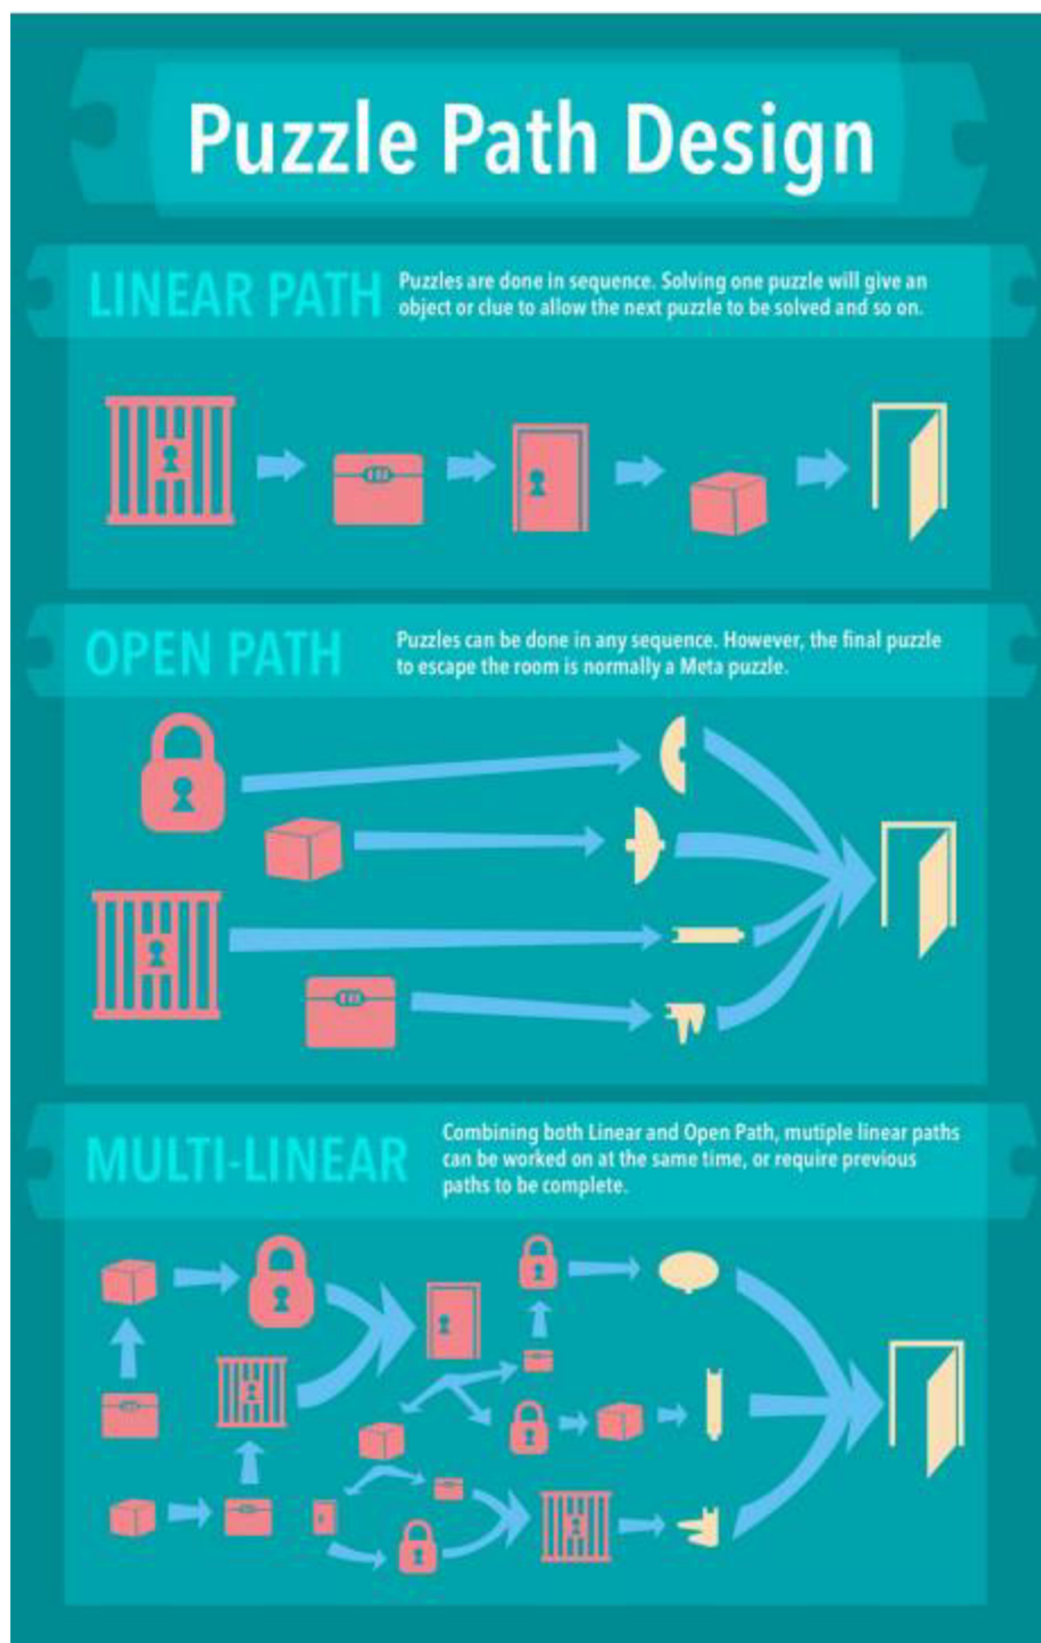 Puzzle Path Design
LINEAR PATH
Puzzles are done in sequence. Solving one puzzle will give an
object or clue to allow the next puzzle to be solved and so on.
OPEN PATH
Puzzles can be done in any sequence. However, the final puzzle
to escape the room is normally a Meta puzzle.
MULTI-LINEAR
Combining both Linear and Open Path, mutiple linear paths
can be worked on at the same time, or require previous
paths to be complete.